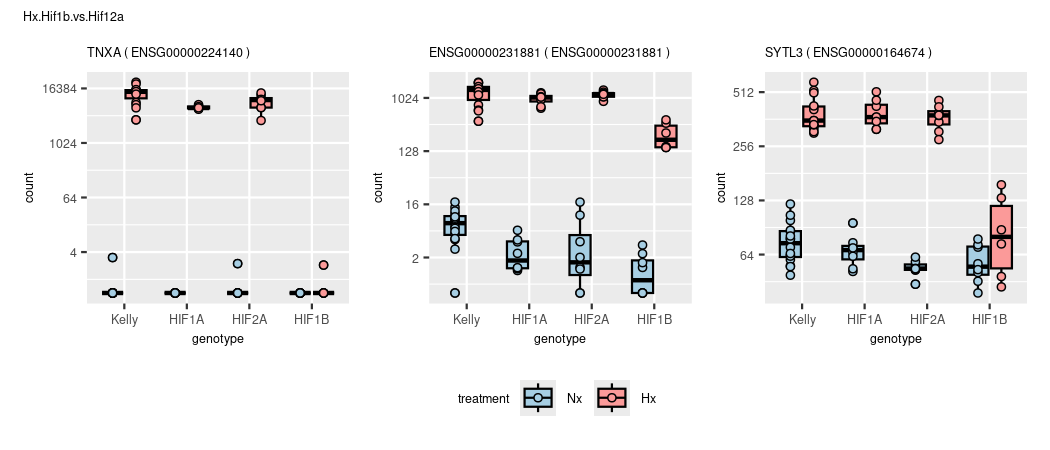 Hx.Hif1b.vs.Hif12a
TNXA ( ENSG00000224140 )
ENSG00000231881 ( ENSG00000231881 )
SYTL3 ( ENSG00000164674 )
count
16384
1024
64
4
Kelly HIF1A HIF2A HIF1B
genotype
count
1024
128
16
2
Kelly HIF1A HIF2A HIF1B
genotype
count
512
256
128
64
Kelly HIF1A HIF2A HIF1B
genotype
treatment Nx Hx